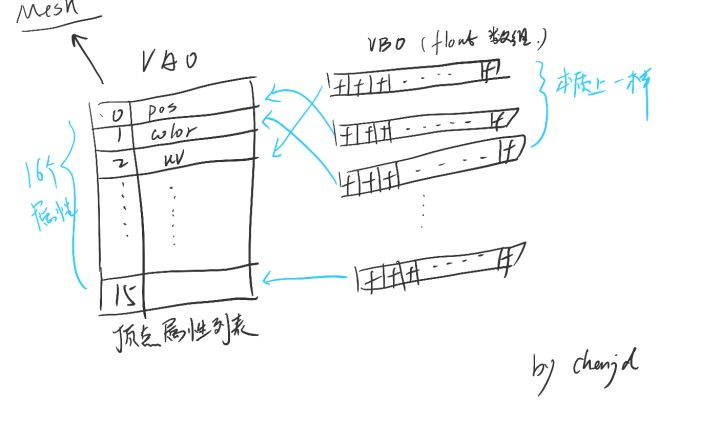 Mesh
VAO
VBO (float 数组.)
0 pos
1 color
2 uv
15
16个
属性
顶点属性列表
f f f f
f f f f
f f f f
f f f f
本质上一样
by chenjd